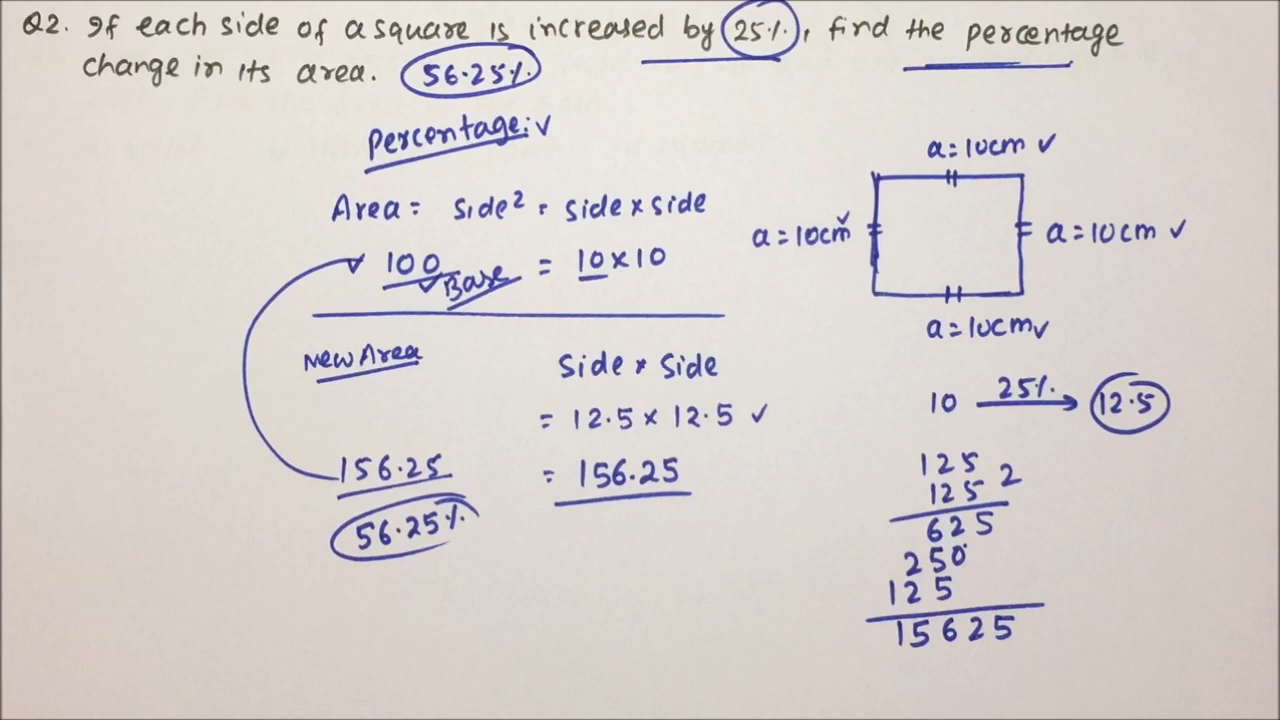 Q2. If each side of a square is increased by 25%, find the percentage
change in its area. 56.25%
Percentage:✓
Area = side² = side x side
✓ 100 = 10 x 10
✓ Base
New Area
side x side
= 12.5 x 12.5 ✓
156.25 = 156.25
56.25%
a=10cm ✓
a=10cm ✓
a=10cm ✓
a=10cm ✓
10 25% → 12.5
125
125 2
625
250
125
15625